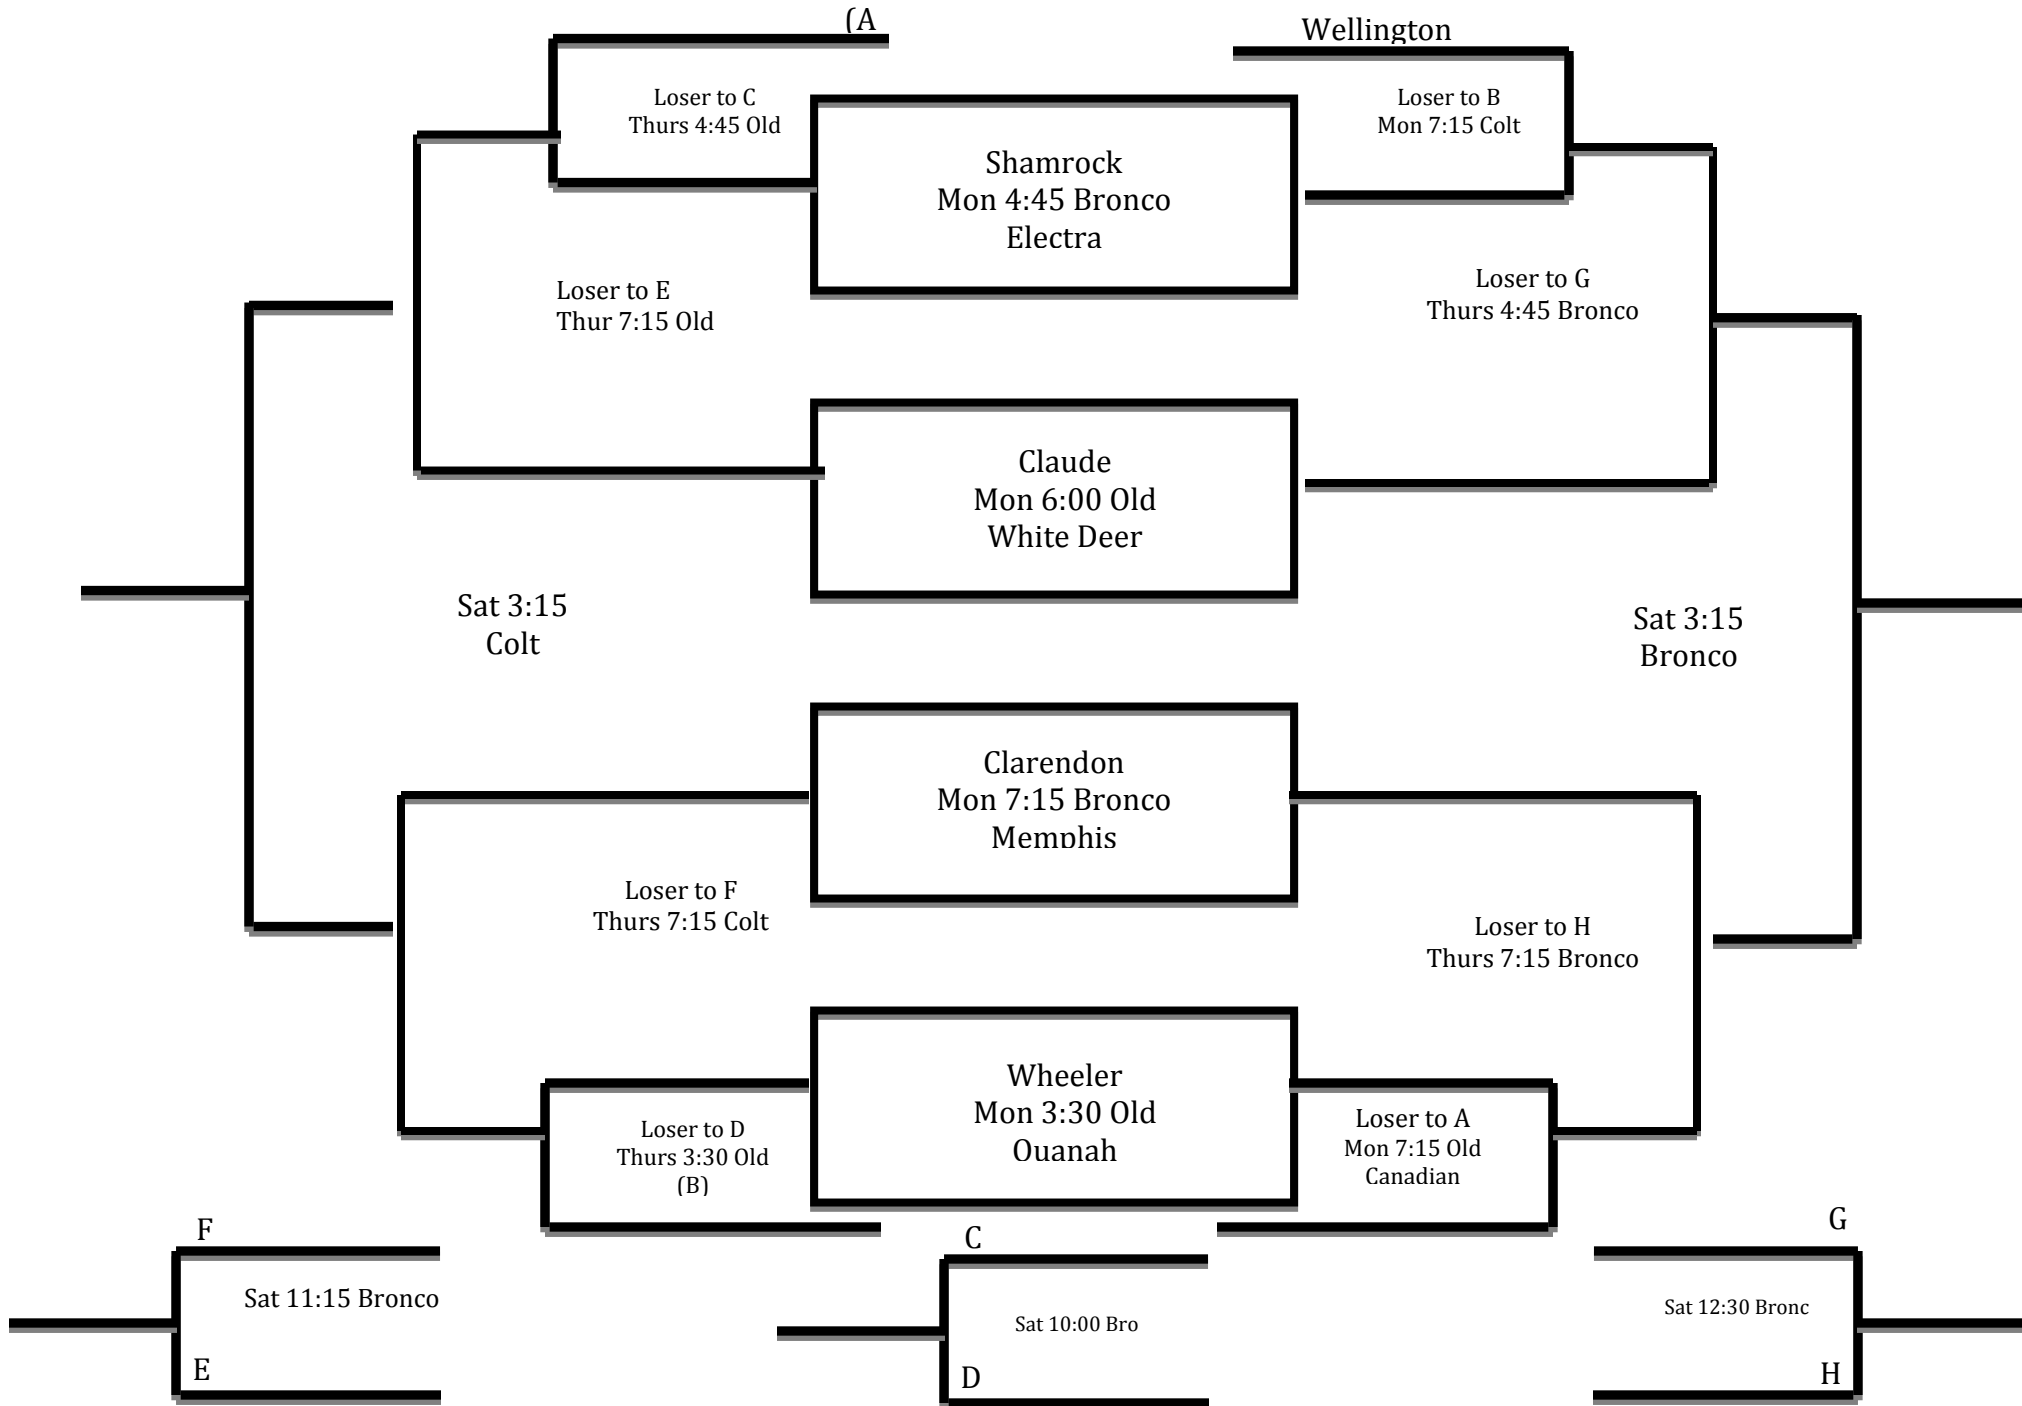 (A
Wellington
Loser to C
Thurs 4:45 Old
Loser to B
Mon 7:15 Colt
Shamrock
Mon 4:45 Bronco
Electra
Loser to E
Thur 7:15 Old
Loser to G
Thurs 4:45 Bronco
Claude
Mon 6:00 Old
White Deer
Sat 3:15
Colt
Sat 3:15
Bronco
Clarendon
Mon 7:15 Bronco
Memphis
Loser to F
Thurs 7:15 Colt
Loser to H
Thurs 7:15 Bronco
Wheeler
Mon 3:30 Old
Quanah
Loser to D
Thurs 3:30 Old
(B)
Loser to A
Mon 7:15 Old
Canadian
F
Sat 11:15 Bronco
E
C
Sat 10:00 Bro
D
G
Sat 12:30 Bronc
H